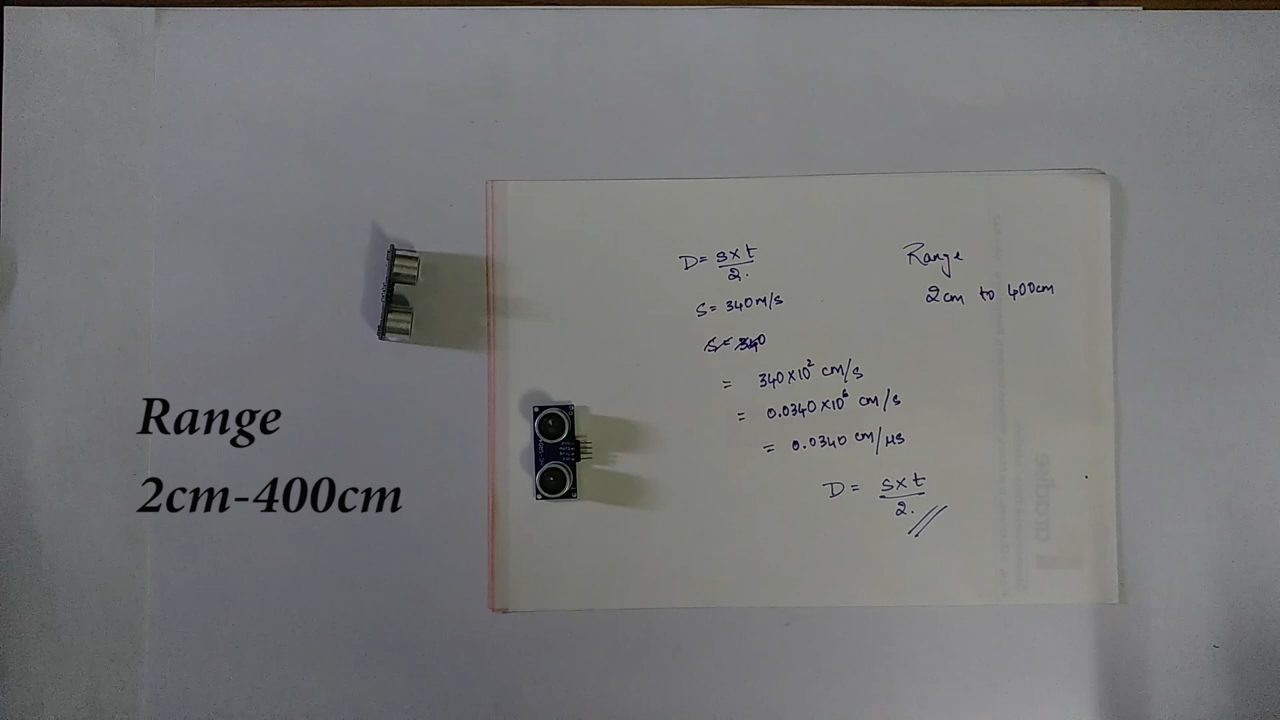 D = s×t/2.
S = 340 m/s
S = 340
= 340×10² cm/s
= 0.0340×10⁶ cm/s
= 0.0340 cm/μs
D = s×t/2.
Range
2cm to 400cm
Range
2cm-400cm